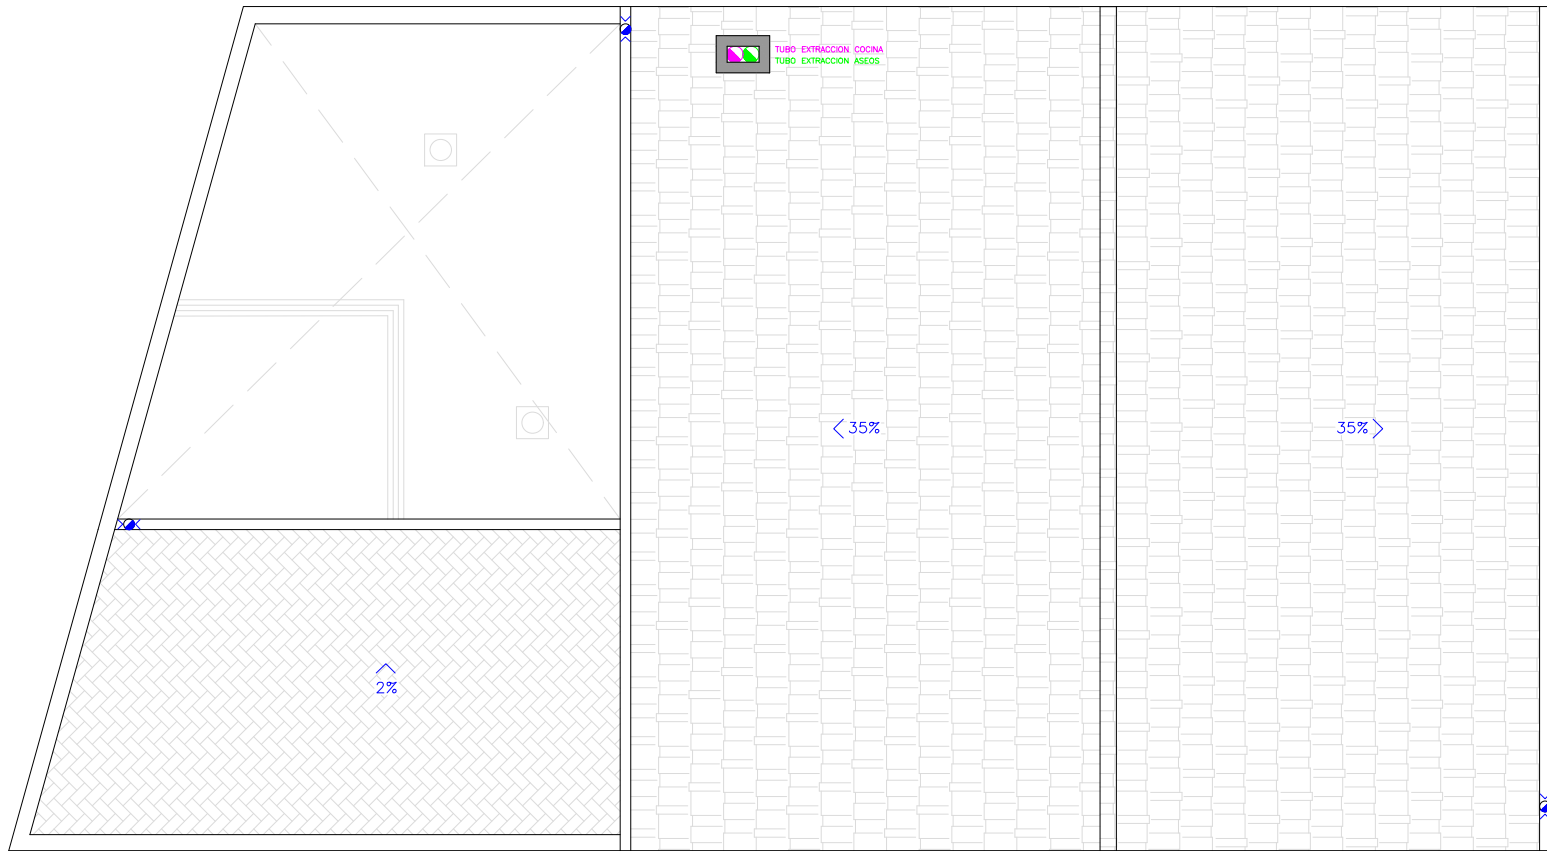 TUBO EXTRACCION COCINA
TUBO EXTRACCION ASEOS
35%
35%
2%